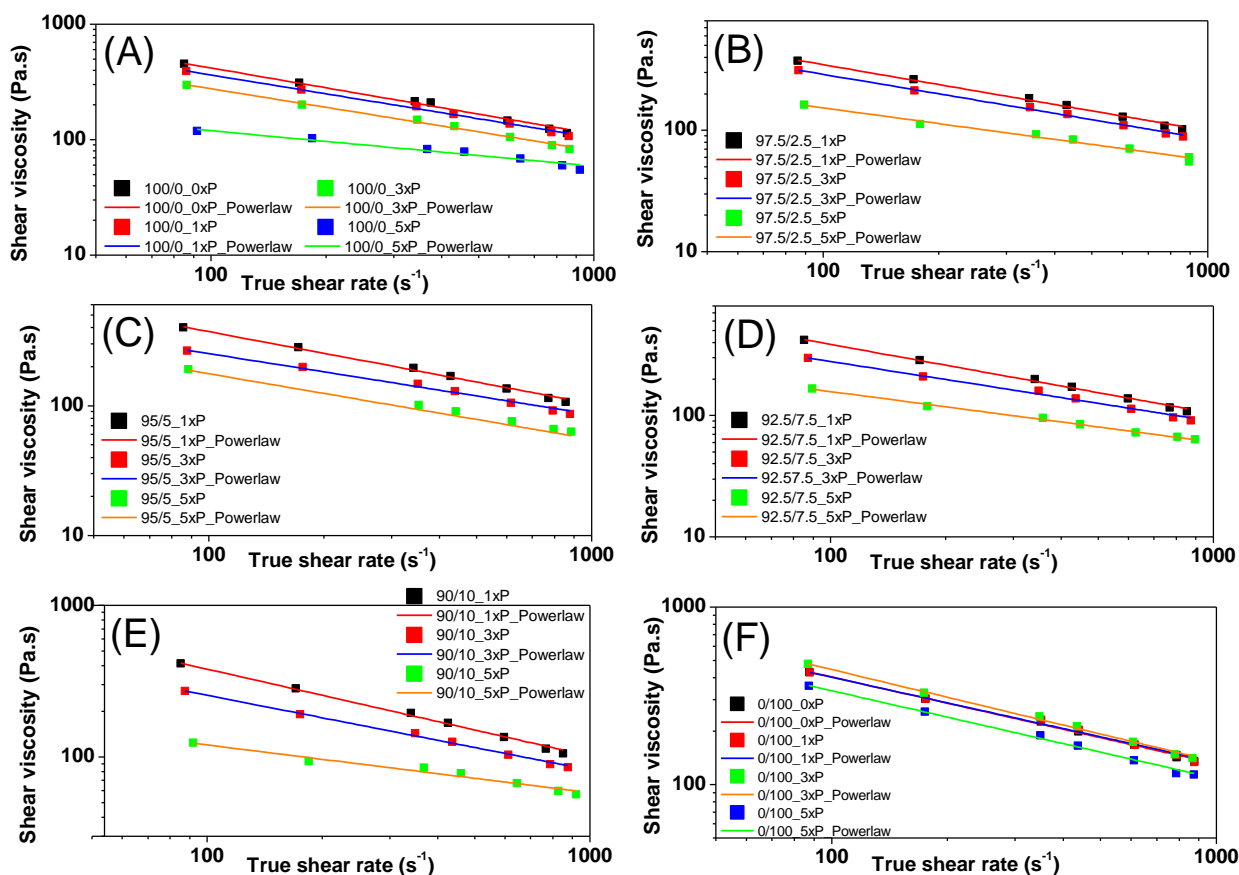 (A)
Shear viscosity (Pa.s)
1000
100
10
100/0_0xP
100/0_0xP_Powerlaw
100/0_1xP
100/0_1xP_Powerlaw
100/0_3xP
100/0_3xP_Powerlaw
100/0_5xP
100/0_5xP_Powerlaw
100
1000
True shear rate (s⁻¹)
(B)
Shear viscosity (Pa.s)
1000
100
10
97.5/2.5_1xP
97.5/2.5_1xP_Powerlaw
97.5/2.5_3xP
97.5/2.5_3xP_Powerlaw
97.5/2.5_5xP
97.5/2.5_5xP_Powerlaw
100
1000
True shear rate (s⁻¹)
(C)
Shear viscosity (Pa.s)
100
10
95/5_1xP
95/5_1xP_Powerlaw
95/5_3xP
95/5_3xP_Powerlaw
95/5_5xP
95/5_5xP_Powerlaw
100
1000
True shear rate (s⁻¹)
(D)
Shear viscosity (Pa.s)
100
10
92.5/7.5_1xP
92.5/7.5_1xP_Powerlaw
92.5/7.5_3xP
92.57.5_3xP_Powerlaw
92.5/7.5_5xP
92.5/7.5_5xP_Powerlaw
100
1000
True shear rate (s⁻¹)
(E)
Shear viscosity (Pa.s)
1000
100
90/10_1xP
90/10_1xP_Powerlaw
90/10_3xP
90/10_3xP_Powerlaw
90/10_5xP
90/10_5xP_Powerlaw
100
1000
True shear rate (s⁻¹)
(F)
Shear viscosity (Pa.s)
1000
100
0/100_0xP
0/100_0xP_Powerlaw
0/100_1xP
0/100_1xP_Powerlaw
0/100_3xP
0/100_3xP_Powerlaw
0/100_5xP
0/100_5xP_Powerlaw
100
1000
True shear rate (s⁻¹)